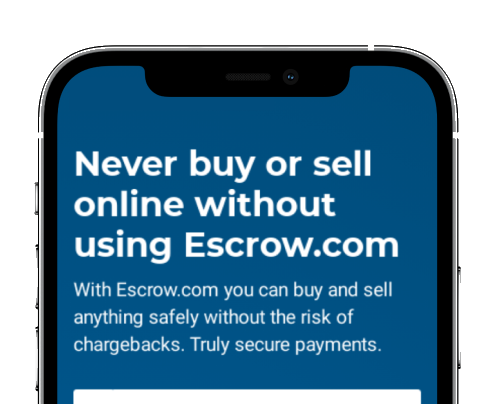 Never buy or sell
online without
using Escrow.com
With Escrow.com you can buy and sell
anything safely without the risk of
chargebacks. Truly secure payments.